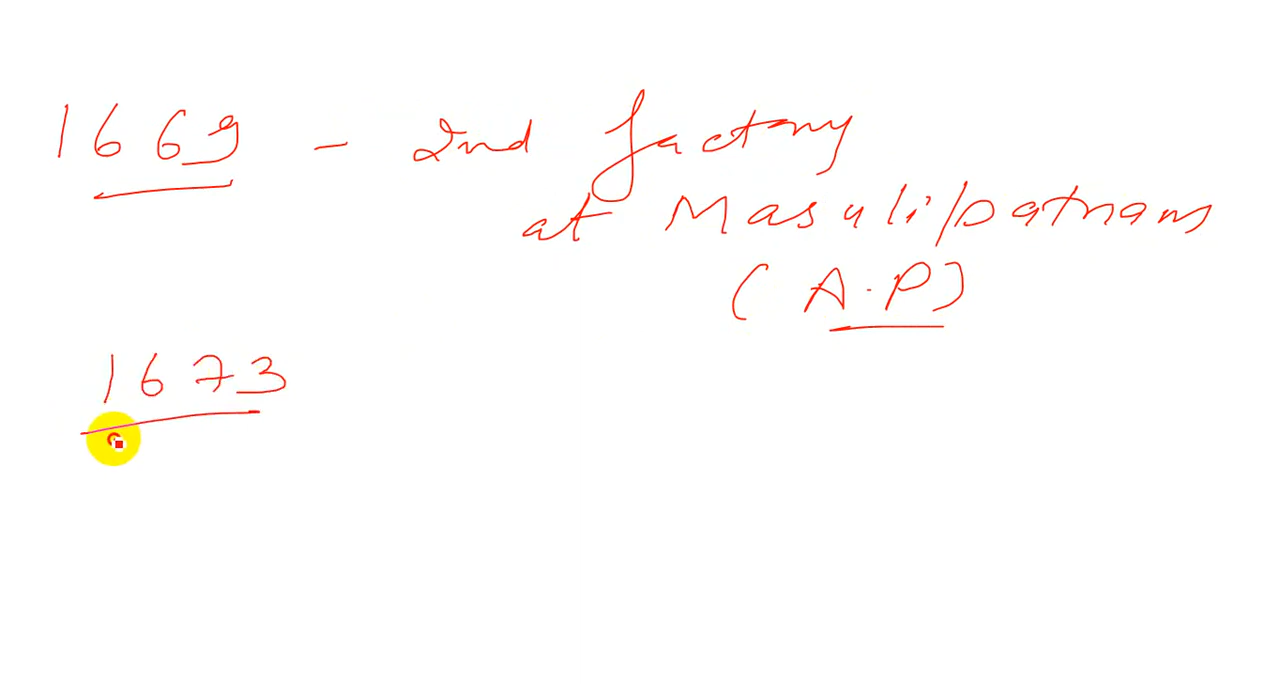 1669 - 2nd factory
at Masulipatnam
(A.P)
1673